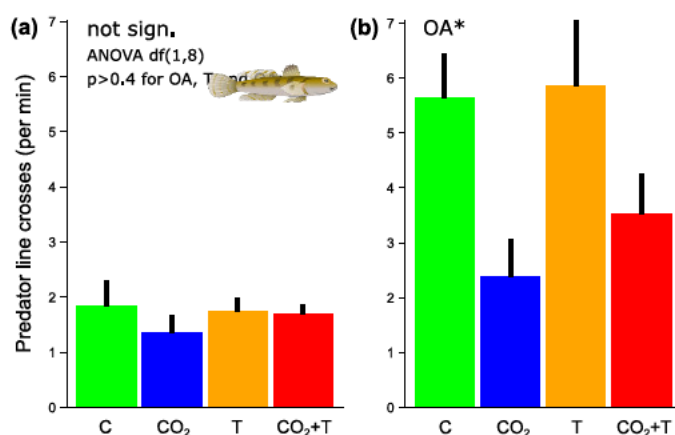 (a)
not sign.
ANOVA df(1,8)
p>0.4 for OA,
Predator line crosses (per min)
7
6
5
4
3
2
1
0
C CO₂ T CO₂+T
(b)
OA*
7
6
5
4
3
2
1
0
C CO₂ T CO₂+T